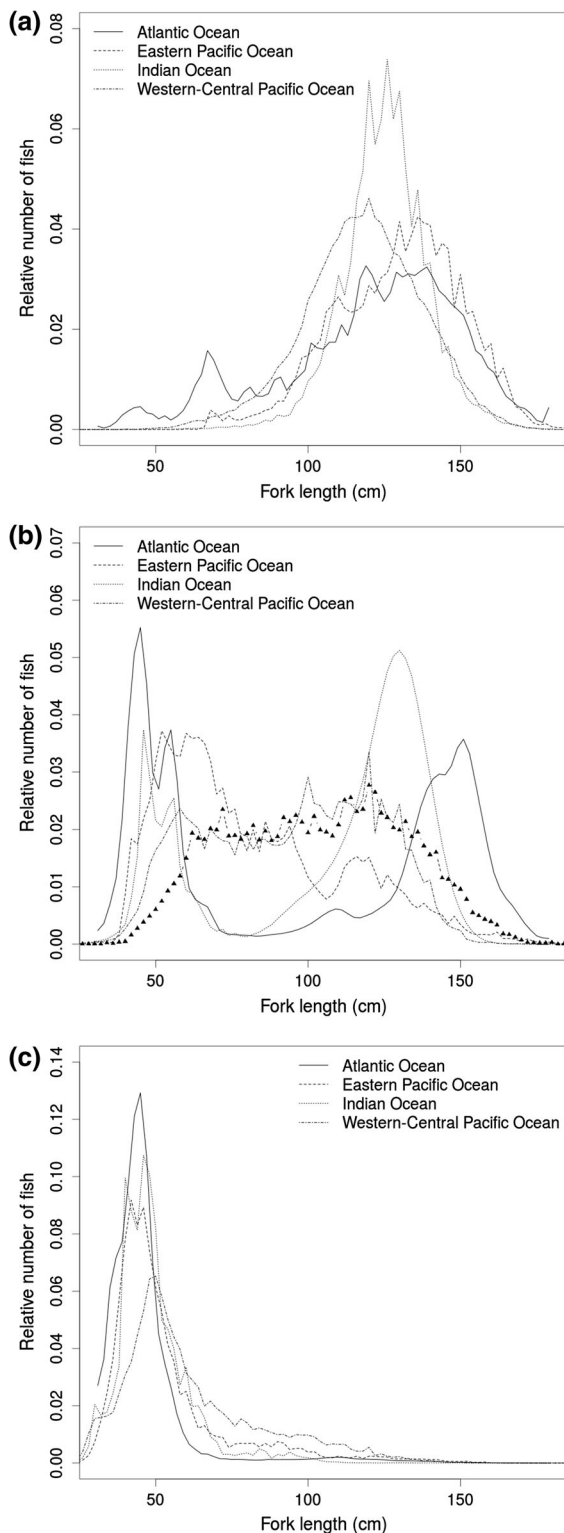 (a)
Atlantic Ocean
Eastern Pacific Ocean
Indian Ocean
Western-Central Pacific Ocean
Relative number of fish
0.00
0.02
0.04
0.06
0.08
50
100
150
Fork length (cm)
(b)
Atlantic Ocean
Eastern Pacific Ocean
Indian Ocean
Western-Central Pacific Ocean
Relative number of fish
0.00
0.01
0.02
0.03
0.04
0.05
0.06
0.07
50
100
150
Fork length (cm)
(c)
Atlantic Ocean
Eastern Pacific Ocean
Indian Ocean
Western-Central Pacific Ocean
Relative number of fish
0.00
0.02
0.04
0.06
0.08
0.10
0.12
0.14
50
100
150
Fork length (cm)